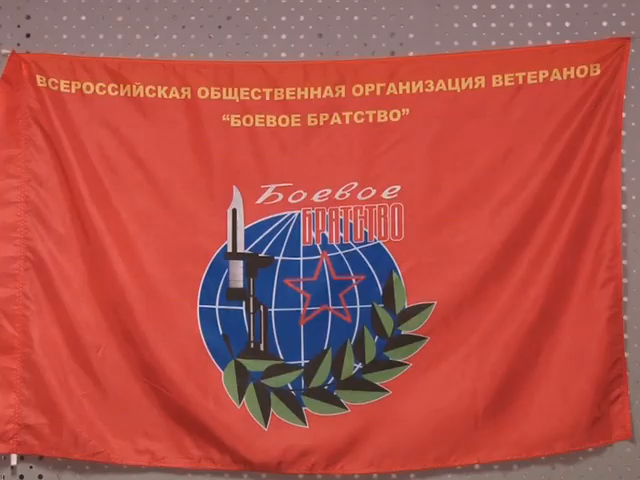 ВСЕРОССИЙСКАЯ ОБЩЕСТВЕННАЯ ОРГАНИЗАЦИЯ ВЕТЕРАНОВ
“БОЕВОЕ БРАТСТВО”
Боевое
БРАТСТВО